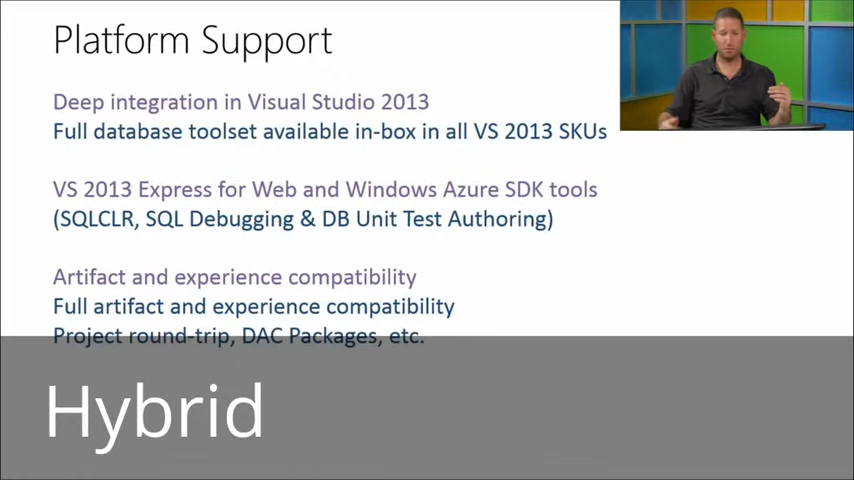 Platform Support
Deep integration in Visual Studio 2013
Full database toolset available in-box in all VS 2013 SKUs
VS 2013 Express for Web and Windows Azure SDK tools
(SQLCLR, SQL Debugging & DB Unit Test Authoring)
Artifact and experience compatibility
Full artifact and experience compatibility
Project round-trip, DAC Packages, etc.
Hybrid